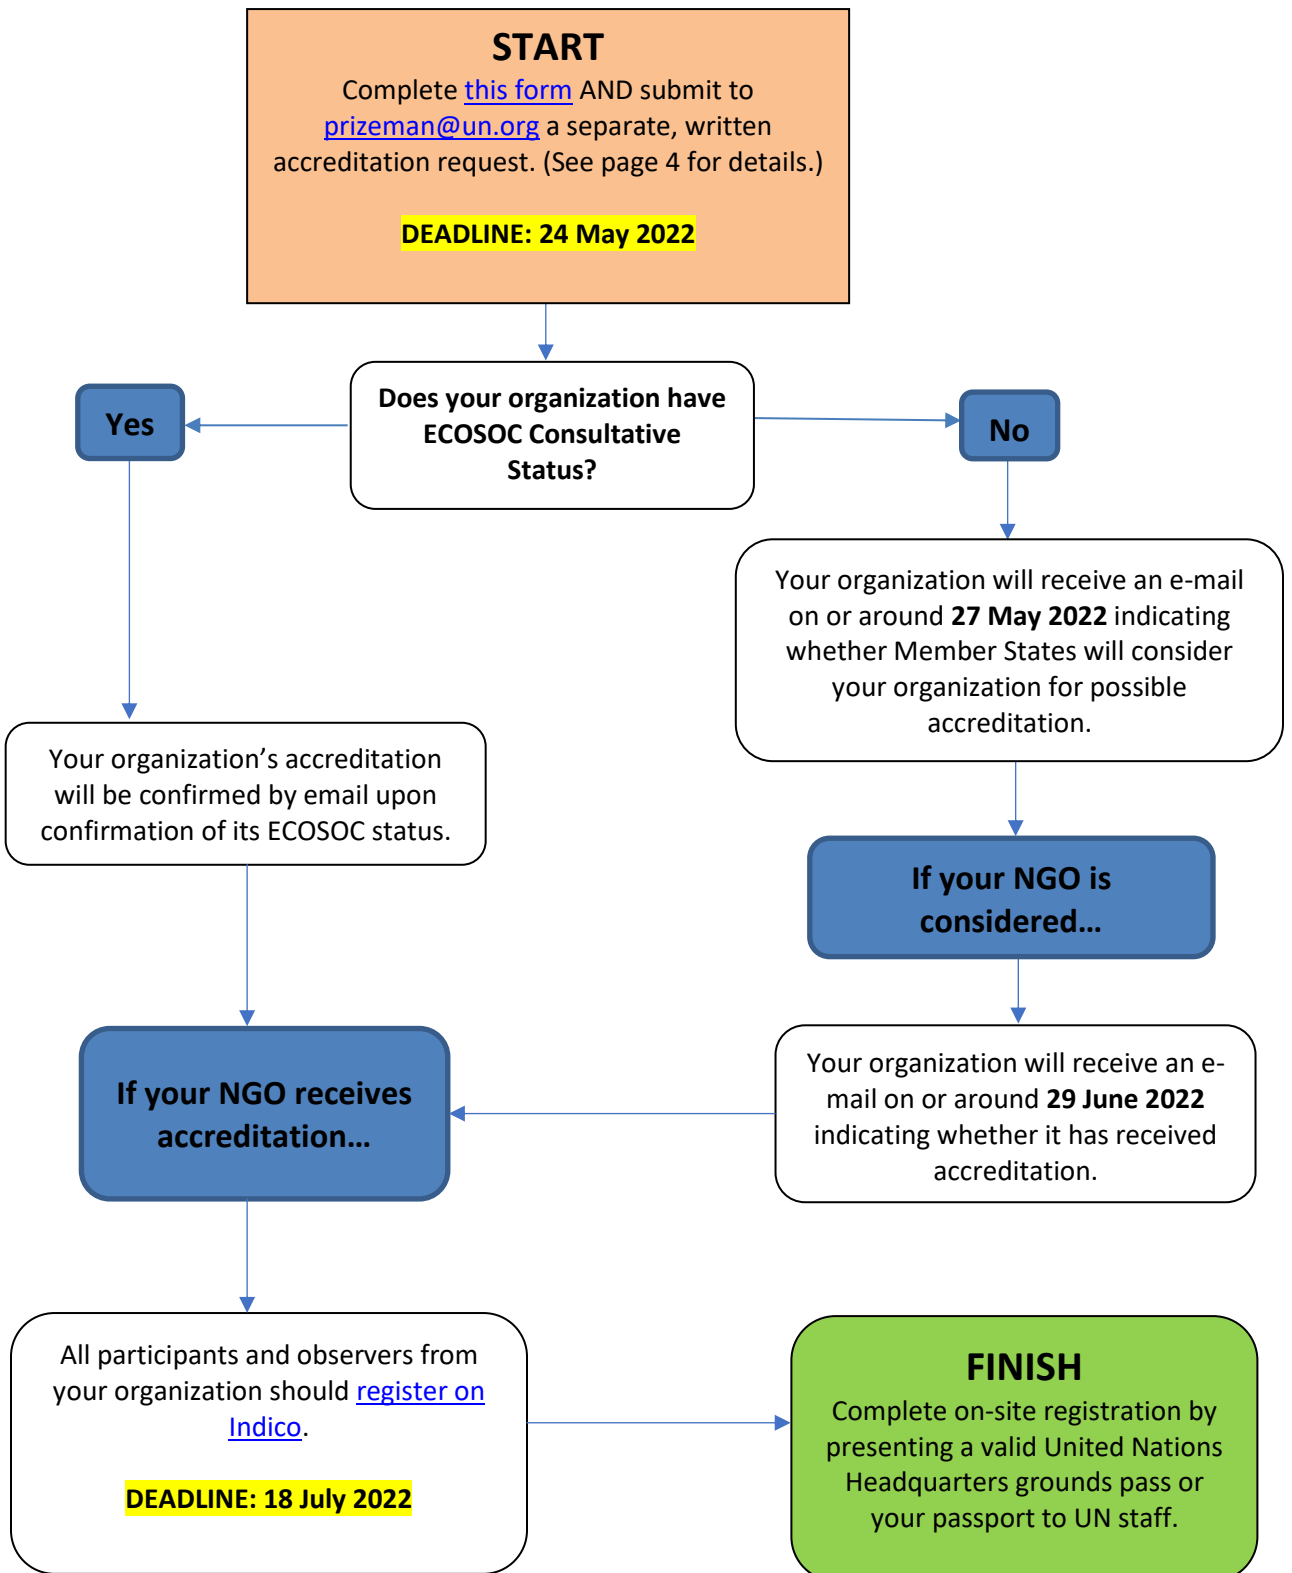 START
Complete this form AND submit to
prizeman@un.org a separate, written
accreditation request. (See page 4 for details.)
DEADLINE: 24 May 2022
Does your organization have
ECOSOC Consultative
Status?
Yes
No
Your organization will receive an e-mail
on or around 27 May 2022 indicating
whether Member States will consider
your organization for possible
accreditation.
Your organization’s accreditation
will be confirmed by email upon
confirmation of its ECOSOC status.
If your NGO is
considered…
Your organization will receive an e-
mail on or around 29 June 2022
indicating whether it has received
accreditation.
If your NGO receives
accreditation…
All participants and observers from
your organization should register on
Indico.
DEADLINE: 18 July 2022
FINISH
Complete on-site registration by
presenting a valid United Nations
Headquarters grounds pass or
your passport to UN staff.